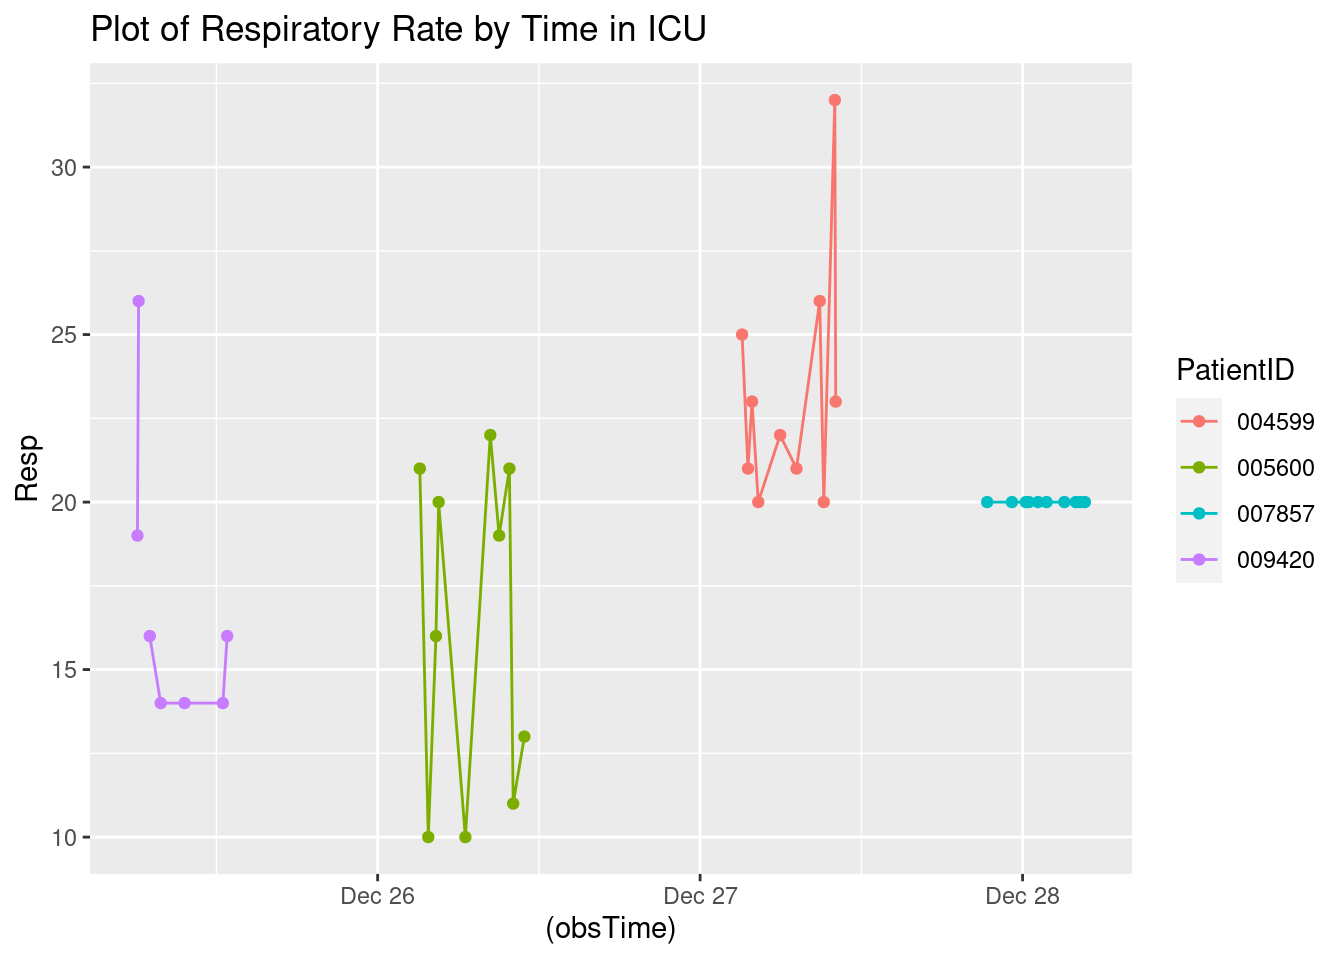 Plot of Respiratory Rate by Time in ICU
30
25
20
15
10
Resp
Dec 26
Dec 27
Dec 28
(obsTime)
PatientID
004599
005600
007857
009420